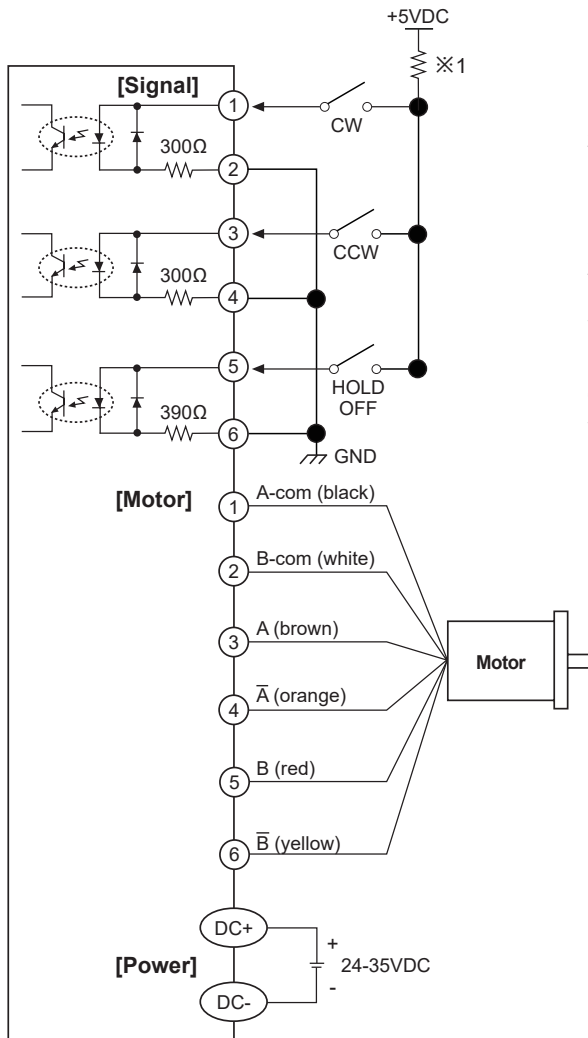 +5VDC
※1
[Signal]
1
CW
300Ω
2
3
CCW
300Ω
4
5
HOLD
OFF
390Ω
6
GND
[Motor]
1
A-com (black)
2
B-com (white)
3
A (brown)
Motor
4
A̅ (orange)
5
B (red)
6
B̅ (yellow)
DC+
+
[Power]
24-35VDC
-
DC-